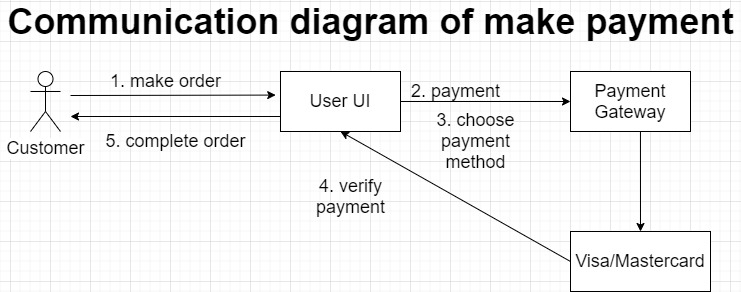 Communication diagram of make payment
1. make order
User UI
2. payment
Payment
Gateway
3. choose
payment
method
Customer
5. complete order
4. verify
payment
Visa/Mastercard